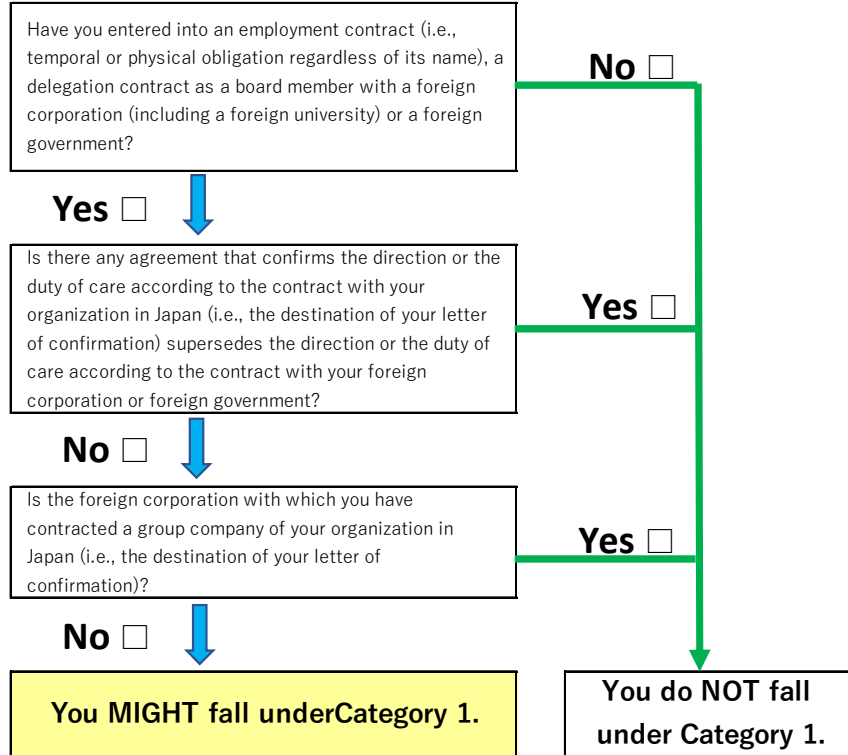 Have you entered into an employment contract (i.e.,
temporal or physical obligation regardless of its name), a
delegation contract as a board member with a foreign
corporation (including a foreign university) or a foreign
government?
No □
Yes □
Is there any agreement that confirms the direction or the
duty of care according to the contract with your
organization in Japan (i.e., the destination of your letter
of confirmation) supersedes the direction or the duty of
care according to the contract with your foreign
corporation or foreign government?
Yes □
No □
Is the foreign corporation with which you have
contracted a group company of your organization in
Japan (i.e., the destination of your letter of
confirmation)?
Yes □
No □
You MIGHT fall underCategory 1.
You do NOT fall
under Category 1.